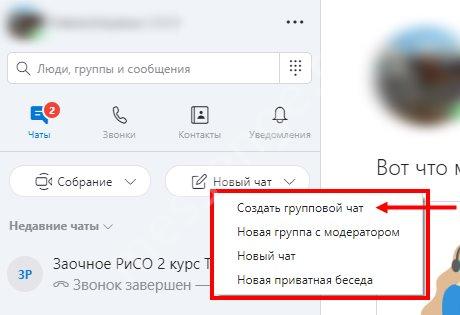 Люди, группы и сообщения
2
Чаты
Звонки
Контакты
Уведомления
Собрание
Новый чат
Вот что м
Создать групповой чат
Новая группа с модератором
Новый чат
Новая приватная беседа
Недавние чаты
ЗР
Заочное РиСО 2 курс Т
Звонок завершен -